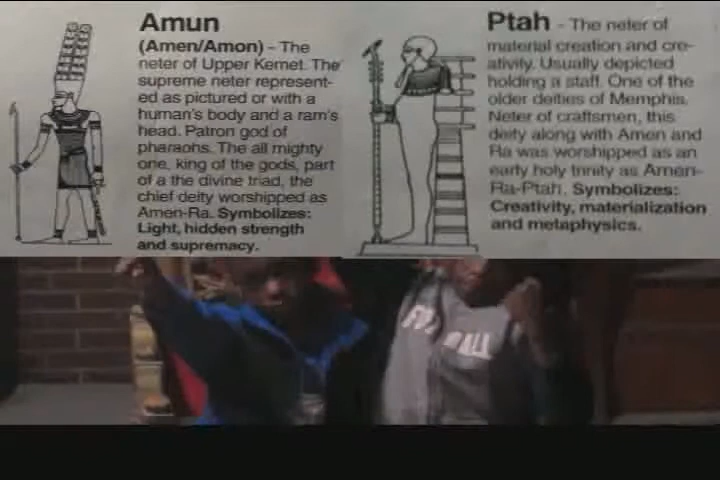 Amun
(Amen/Amon) – The
neter of Upper Kemet. The
supreme neter represent-
ed as pictured or with a
human's body and a ram's
head. Patron god of
pharaohs. The all mighty
one, king of the gods, part
of a the divine triad, the
chief deity worshipped as
Amen-Ra. Symbolizes:
Light, hidden strength
and supremacy.
Ptah - The neter of
material creation and cre-
ativity. Usually depicted
holding a staff. One of the
older deities of Memphis.
Neter of craftsmen, this
deity along with Amen and
Ra was worshipped as an
early holy trinity as Amen-
Ra-Ptah. Symbolizes:
Creativity, materialization
and metaphysics.